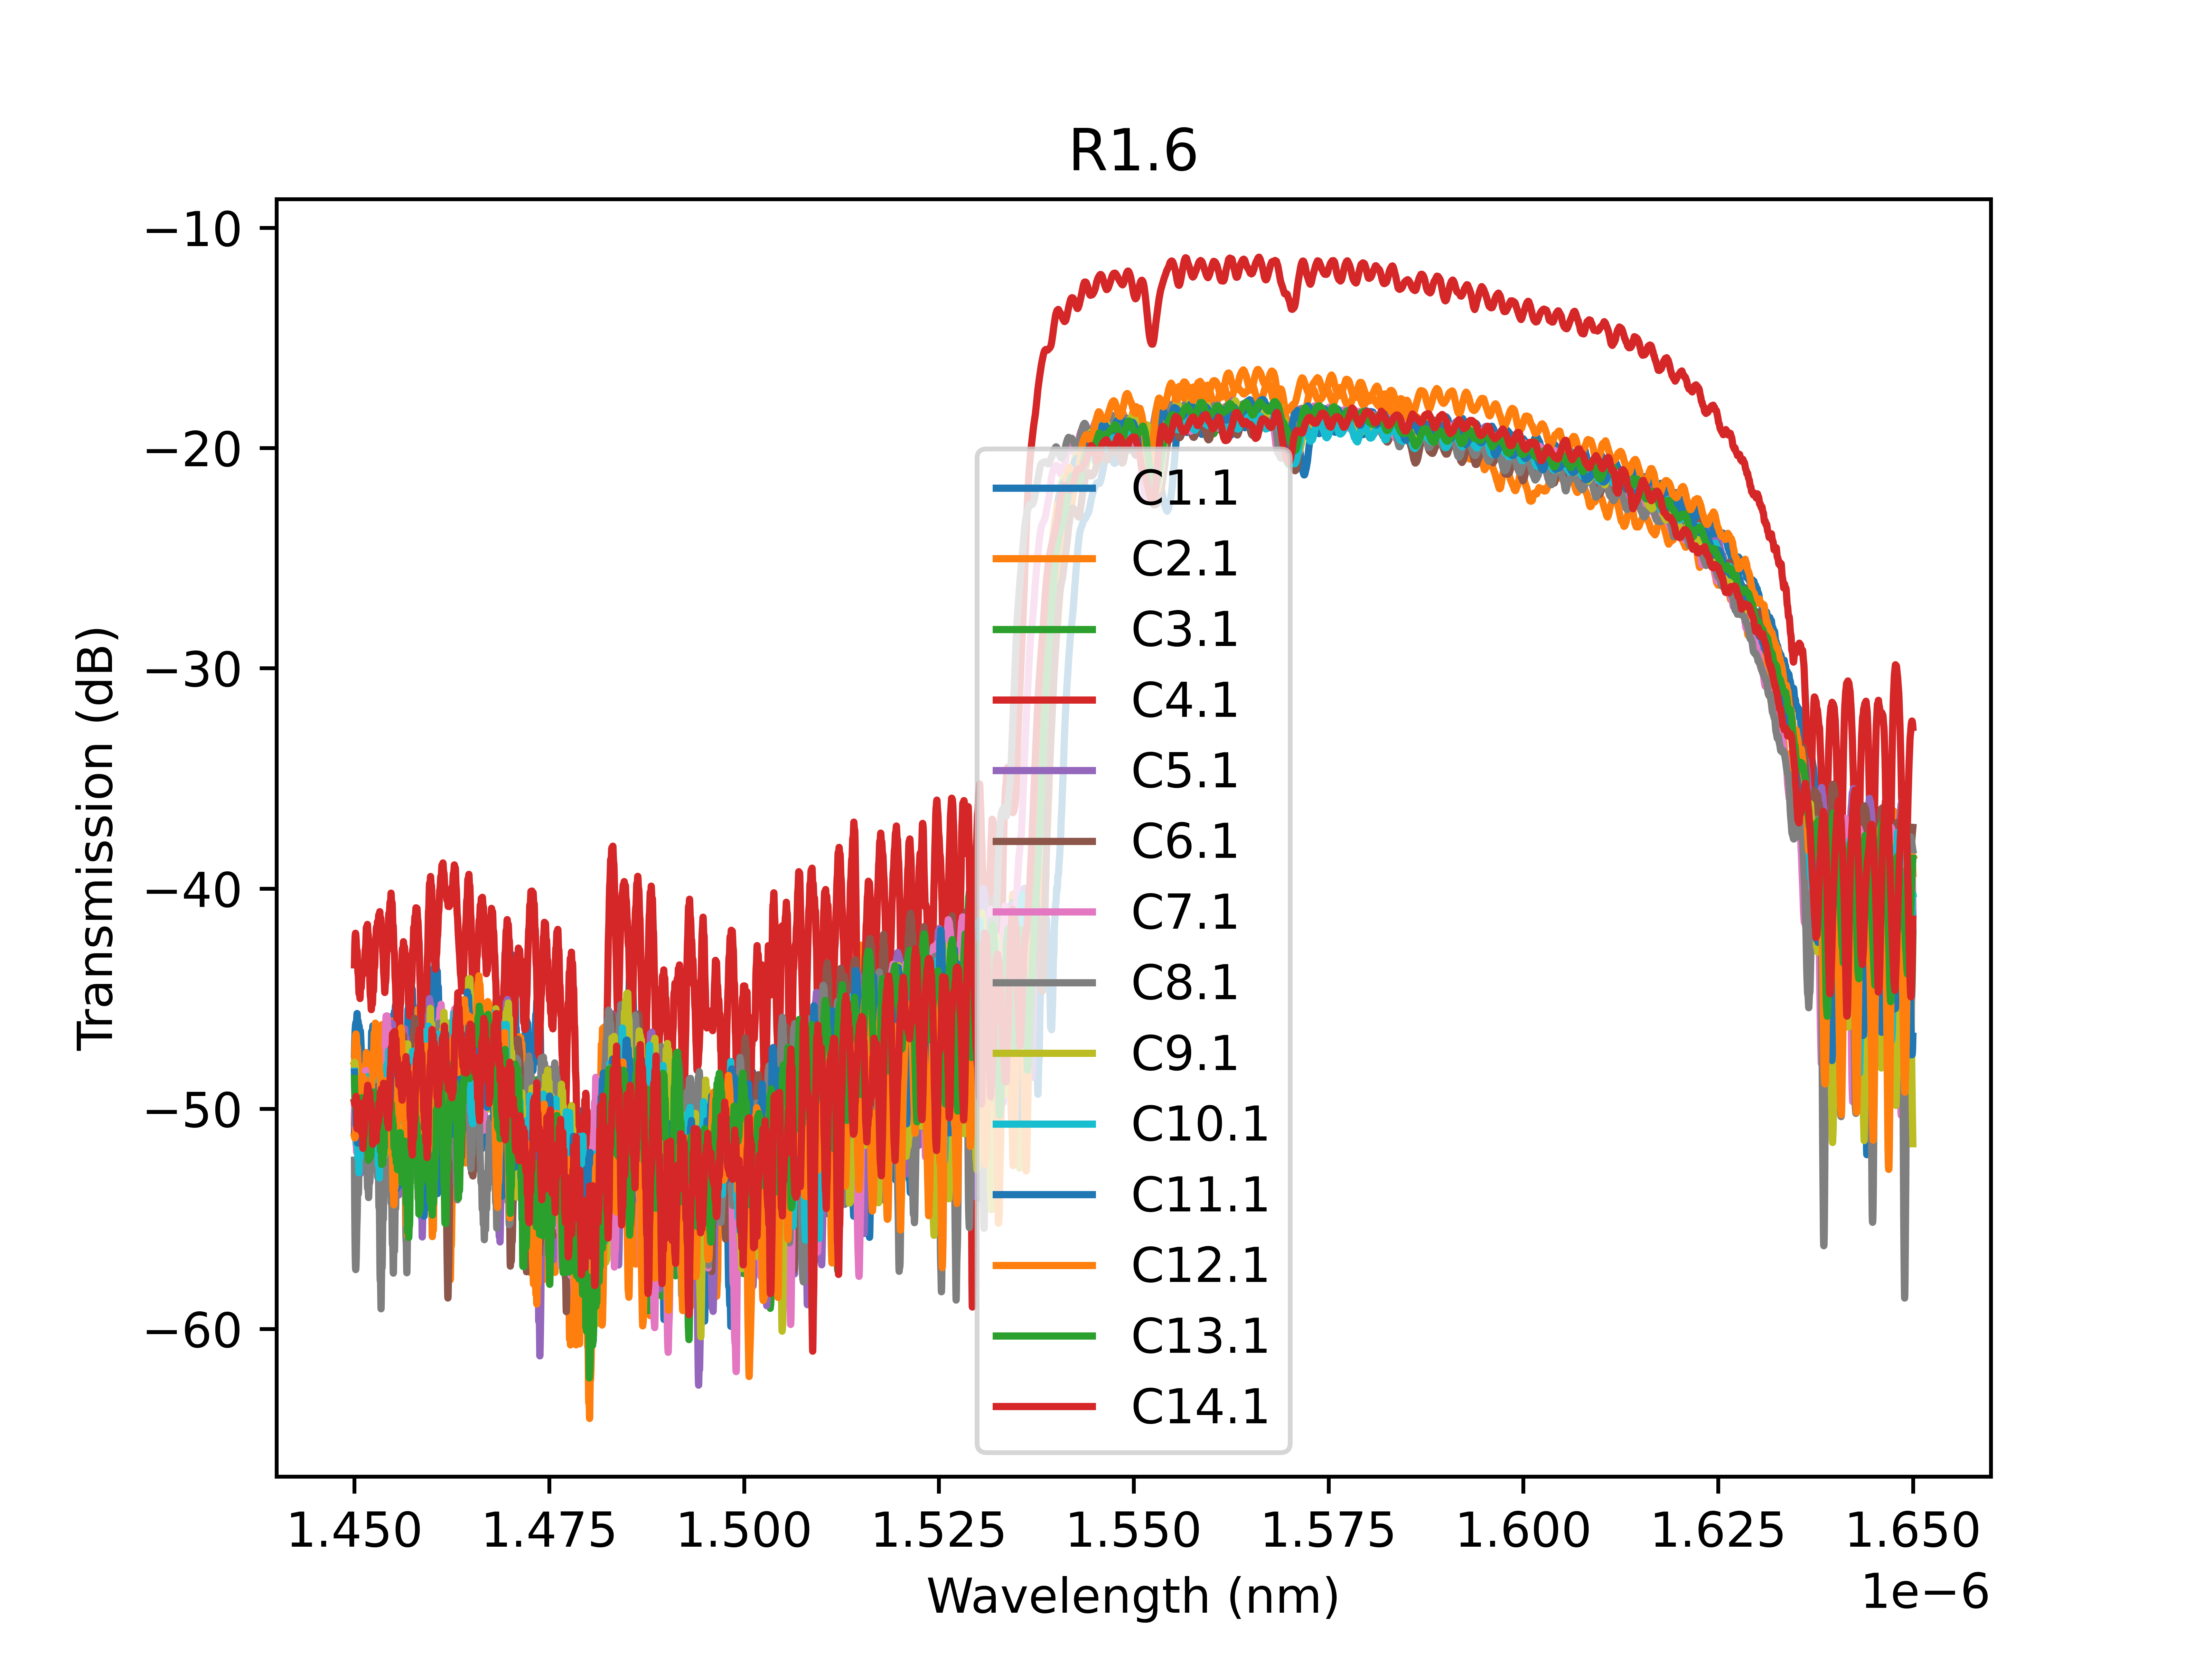 R1.6
−10
−20
−30
−40
−50
−60
Transmission (dB)
C1.1
C2.1
C3.1
C4.1
C5.1
C6.1
C7.1
C8.1
C9.1
C10.1
C11.1
C12.1
C13.1
C14.1
1.450 1.475 1.500 1.525 1.550 1.575 1.600 1.625 1.650
Wavelength (nm)
1e−6